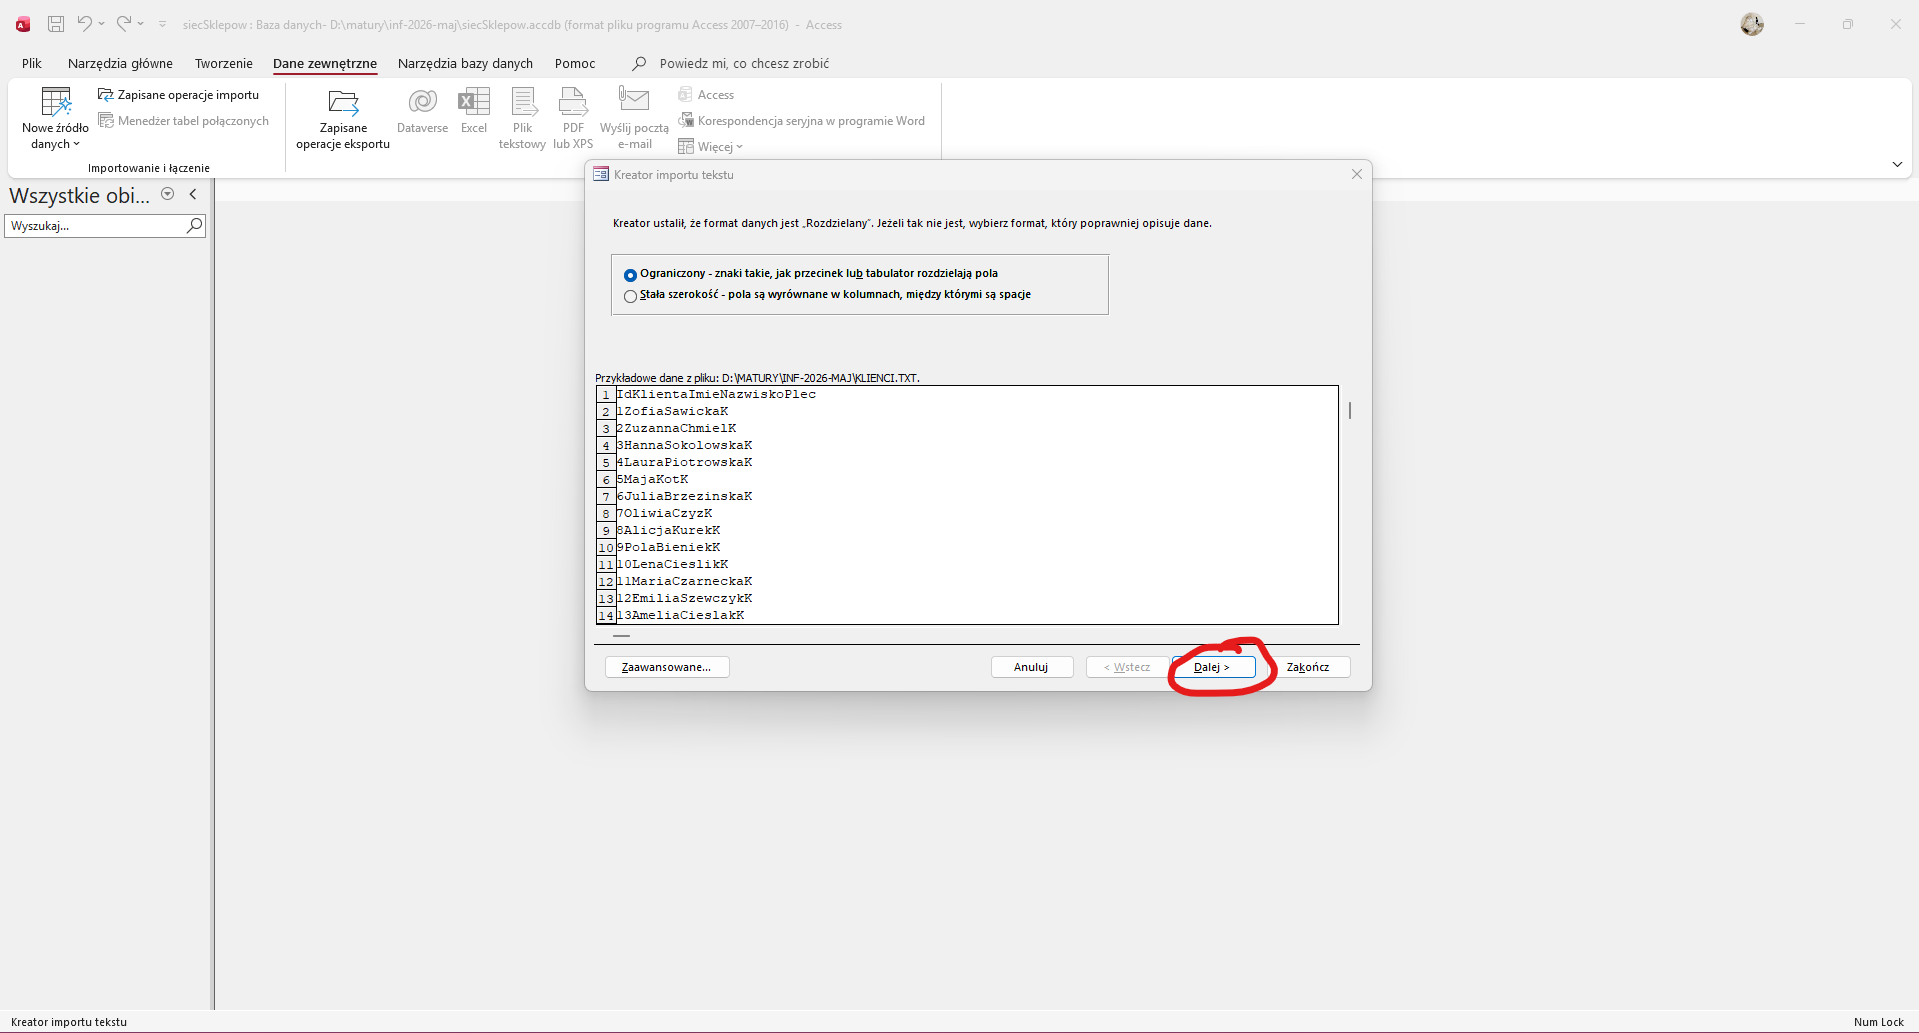 siecSklepow : Baza danych- D:\matury\inf-2026-maj\siecSklepow.accdb (format pliku programu Access 2007–2016) - Access
Plik Narzędzia główne Tworzenie Dane zewnętrzne Narzędzia bazy danych Pomoc Powiedz mi, co chcesz zrobić
Nowe źródło danych
Zapisane operacje importu
Menedżer tabel połączonych
Importowanie i łączenie
Zapisane operacje eksportu
Dataverse
Excel
Plik tekstowy
PDF lub XPS
Wyślij pocztą e-mail
Access
Korespondencja seryjna w programie Word
Więcej
Wszystkie obi...
Wyszukaj...
Kreator importu tekstu
Kreator ustalił, że format danych jest „Rozdzielany”. Jeżeli tak nie jest, wybierz format, który poprawniej opisuje dane.
Ograniczony - znaki takie, jak przecinek lub tabulator rozdzielają pola
Stała szerokość - pola są wyrównane w kolumnach, między którymi są spacje
Przykładowe dane z pliku: D:\MATURY\INF-2026-MAJ\KLIENCI.TXT.
1 IdKlientaImieNazwiskoPlec
2 1ZofiaSawickaK
3 2ZuzannaChmielK
4 3HannaSokolowskaK
5 4LauraPiotrowskaK
6 5MajaKotK
7 6JuliaBrzezinskaK
8 7OliwiaCzyzK
9 8AlicjaKurekK
10 9PolaBieniekK
11 10LenaCieslikK
12 11MariaCzarneckaK
13 12EmiliaSzewczykK
14 13AmeliaCieslakK
Zaawansowane... Anuluj < Wstecz Dalej > Zakończ
Kreator importu tekstu Num Lock